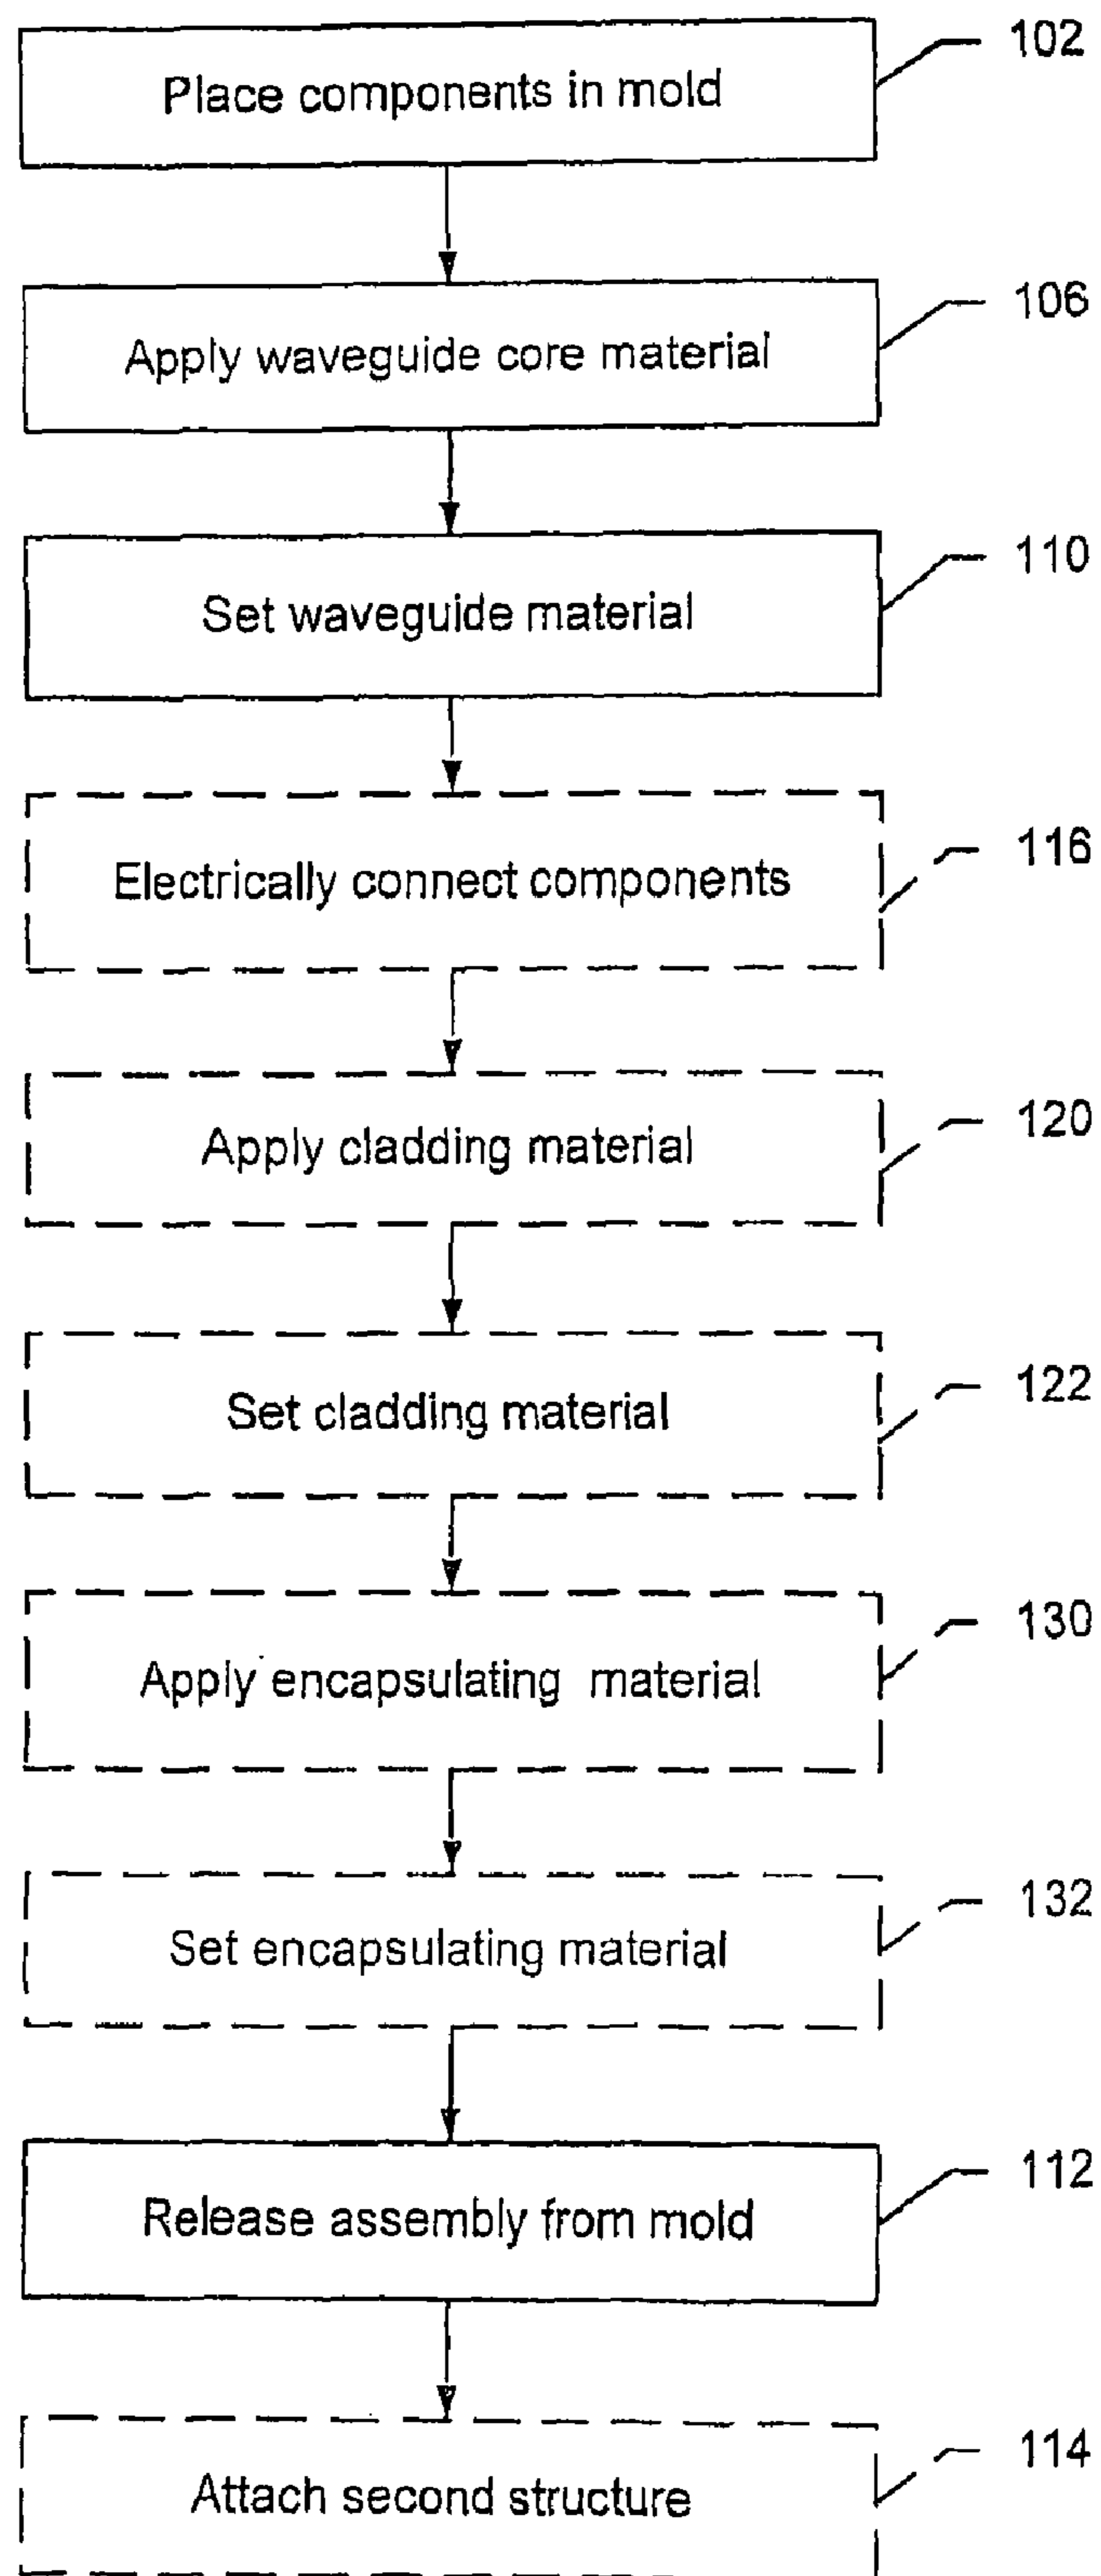 Place components in mold
102
Apply waveguide core material
106
Set waveguide material
110
Electrically connect components
116
Apply cladding material
120
Set cladding material
122
Apply encapsulating material
130
Set encapsulating material
132
Release assembly from mold
112
Attach second structure
114